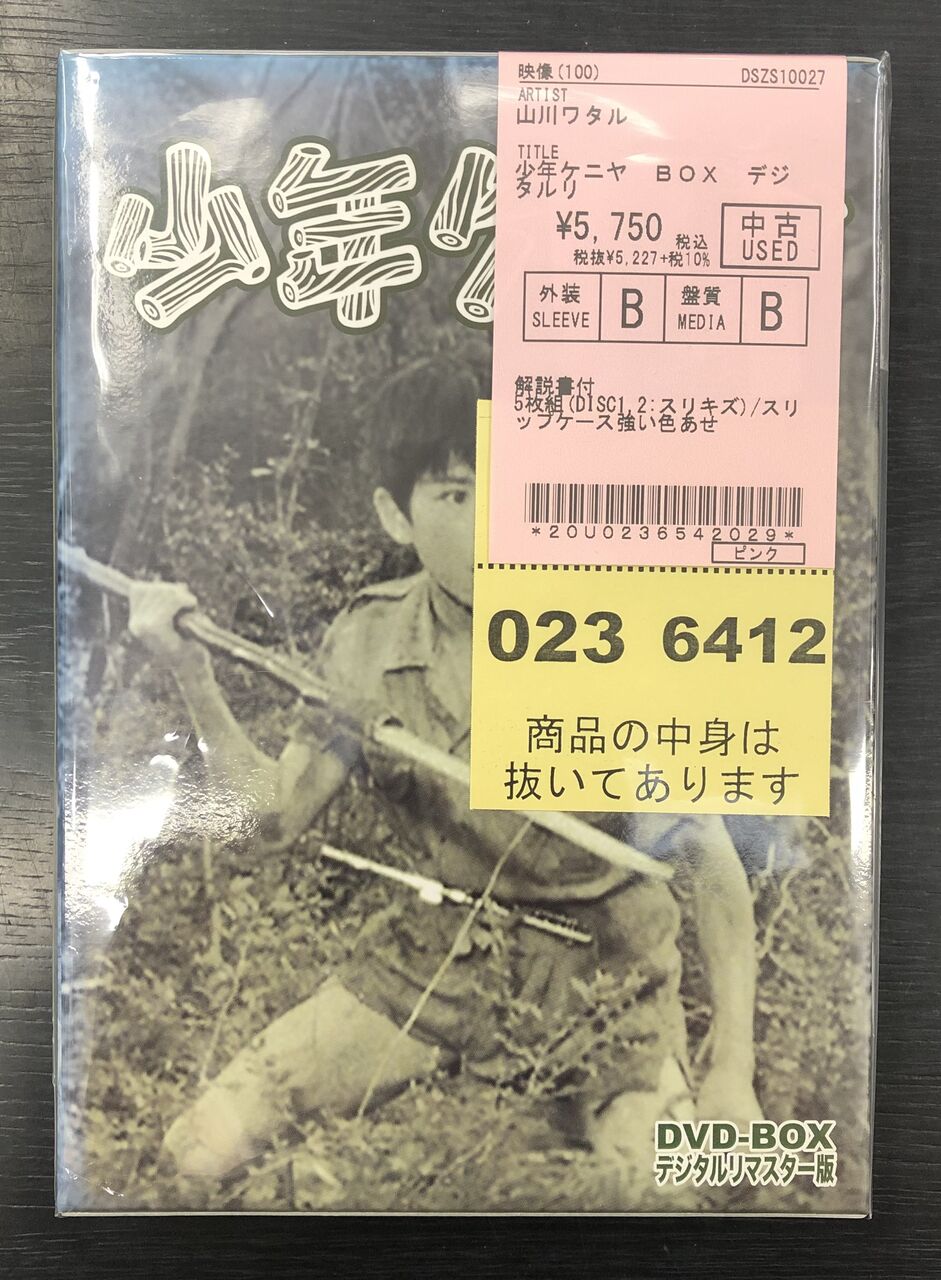 少年ケ
映像(100) DSZS10027
ARTIST
山川ワタル
TITLE
少年ケニヤ BOX デジ
タルリ
¥5,750 税込
税抜¥5,227+税10%
中古
USED
外装
SLEEVE
B
盤質
MEDIA
B
解説書付
5枚組(DISC1,2:スリキズ)/スリ
ップケース強い色あせ
*20U0236542029*
ピンク
023 6412
商品の中身は
抜いてあります
DVD-BOX
デジタルリマスター版